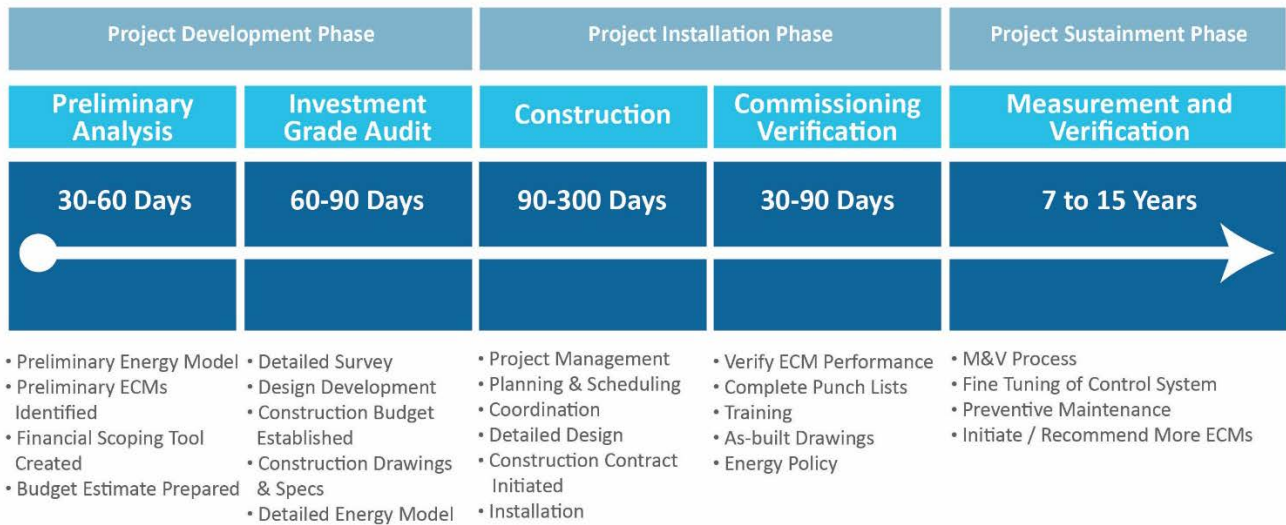 Project Development Phase
Project Installation Phase
Project Sustainment Phase
Preliminary
Analysis
Investment
Grade Audit
Construction
Commissioning
Verification
Measurement and
Verification
30-60 Days
60-90 Days
90-300 Days
30-90 Days
7 to 15 Years
• Preliminary Energy Model
• Preliminary ECMs
Identified
• Financial Scoping Tool
Created
• Budget Estimate Prepared
• Detailed Survey
• Design Development
• Construction Budget
Established
• Construction Drawings
& Specs
• Detailed Energy Model
• Project Management
• Planning & Scheduling
• Coordination
• Detailed Design
• Construction Contract
Initiated
• Installation
• Verify ECM Performance
• Complete Punch Lists
• Training
• As-built Drawings
• Energy Policy
• M&V Process
• Fine Tuning of Control System
• Preventive Maintenance
• Initiate / Recommend More ECMs